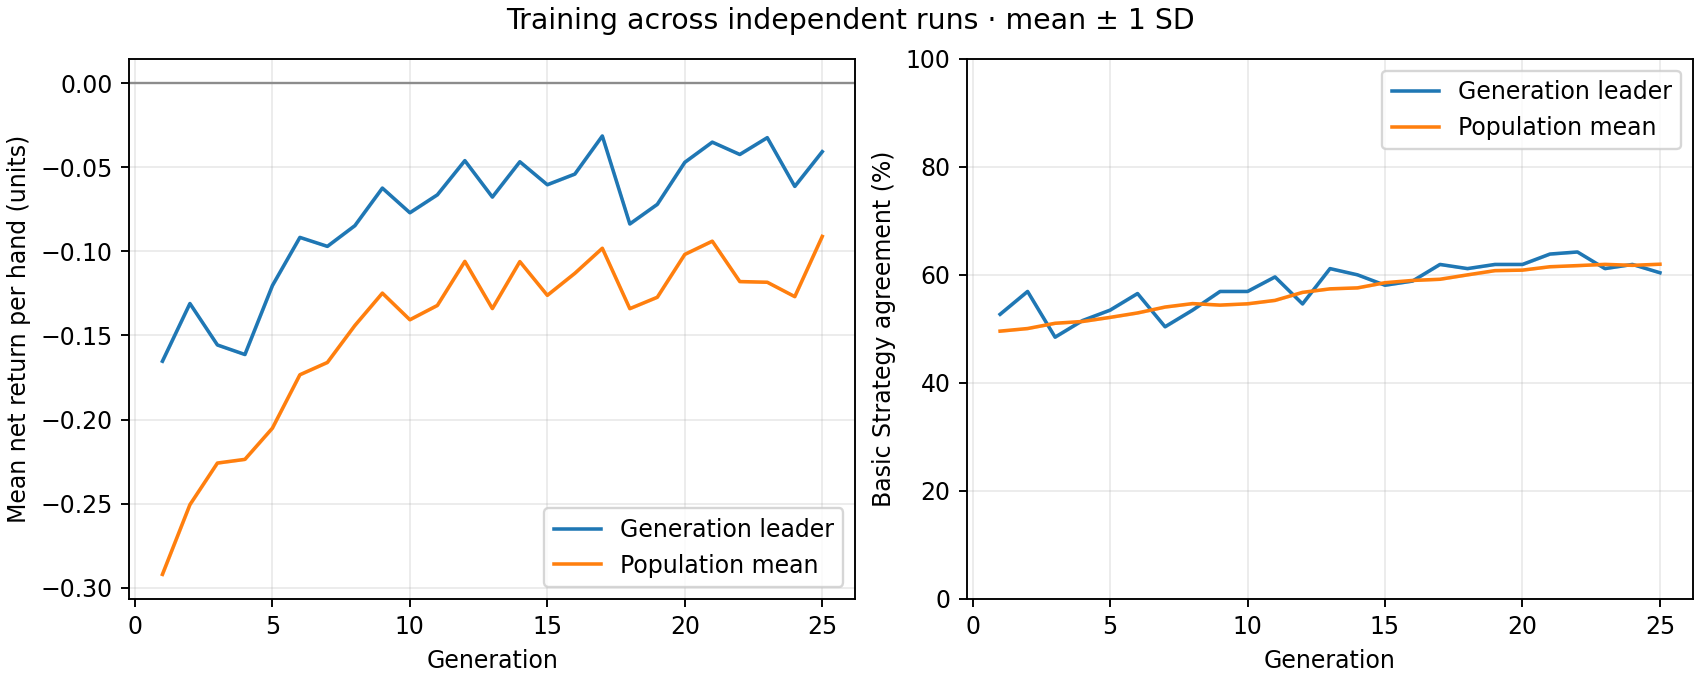 Training across independent runs · mean ± 1 SD
Mean net return per hand (units)
0.00
−0.05
−0.10
−0.15
−0.20
−0.25
−0.30
0
5
10
15
20
25
Generation
Generation leader
Population mean
Basic Strategy agreement (%)
100
80
60
40
20
0
0
5
10
15
20
25
Generation
Generation leader
Population mean